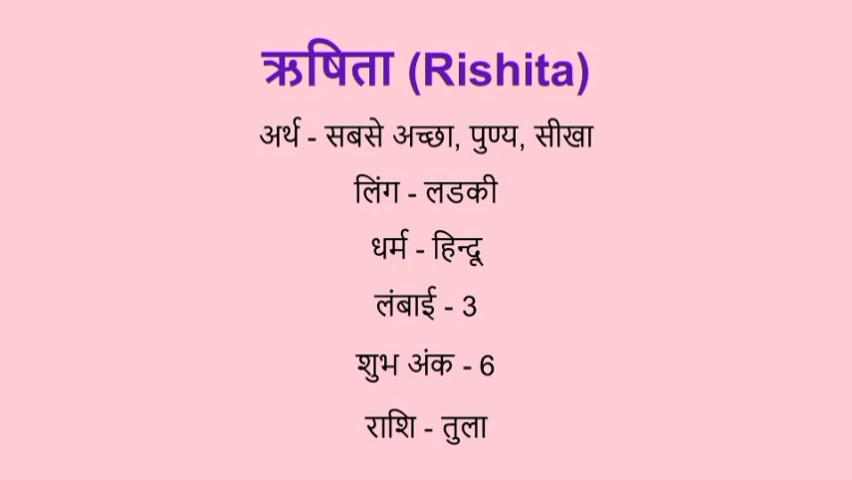 ऋषिता (Rishita)
अर्थ - सबसे अच्छा, पुण्य, सीखा
लिंग - लडकी
धर्म - हिन्दू
लंबाई - 3
शुभ अंक - 6
राशि - तुला